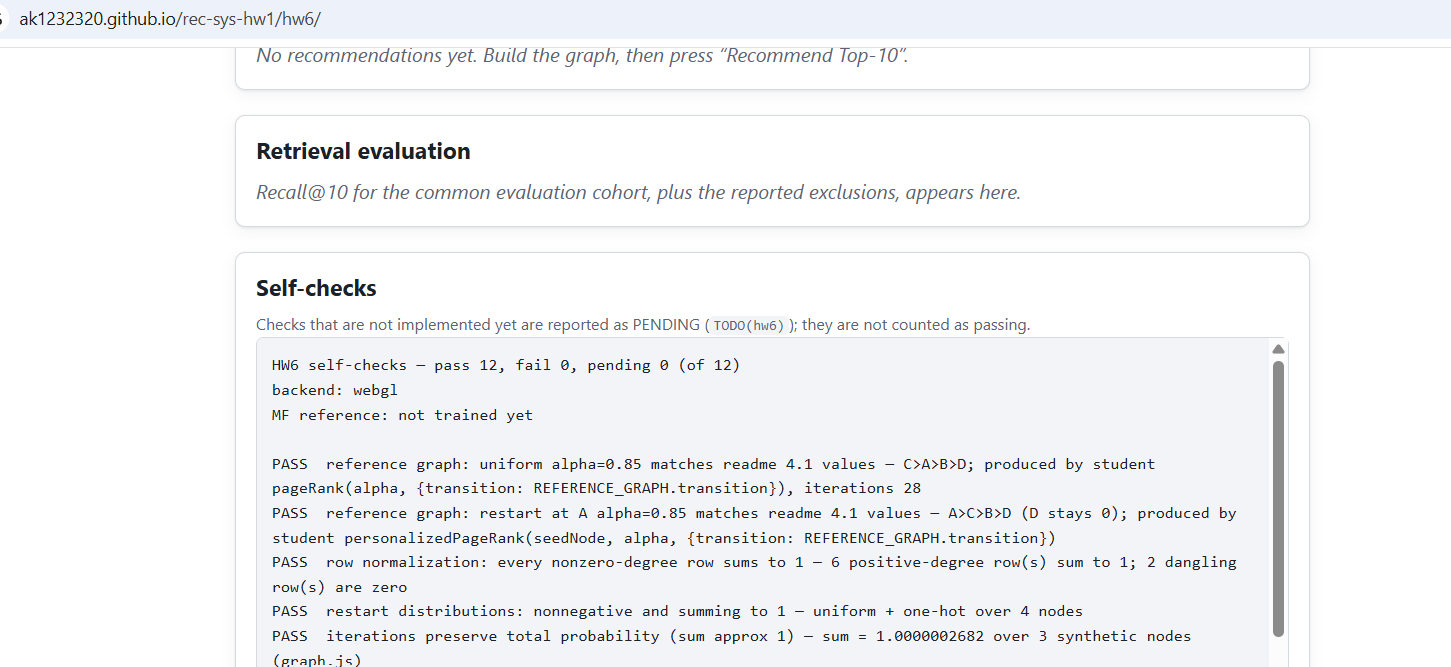 ak1232320.github.io/rec-sys-hw1/hw6/
No recommendations yet. Build the graph, then press “Recommend Top-10”.
Retrieval evaluation
Recall@10 for the common evaluation cohort, plus the reported exclusions, appears here.
Self-checks
Checks that are not implemented yet are reported as PENDING ( TODO(hw6) ); they are not counted as passing.
HW6 self-checks — pass 12, fail 0, pending 0 (of 12)
backend: webgl
MF reference: not trained yet
PASS  reference graph: uniform alpha=0.85 matches readme 4.1 values — C>A>B>D; produced by student
pageRank(alpha, {transition: REFERENCE_GRAPH.transition}), iterations 28
PASS  reference graph: restart at A alpha=0.85 matches readme 4.1 values — A>C>B>D (D stays 0); produced by
student personalizedPageRank(seedNode, alpha, {transition: REFERENCE_GRAPH.transition})
PASS  row normalization: every nonzero-degree row sums to 1 — 6 positive-degree row(s) sum to 1; 2 dangling
row(s) are zero
PASS  restart distributions: nonnegative and summing to 1 — uniform + one-hot over 4 nodes
PASS  iterations preserve total probability (sum approx 1) — sum = 1.0000002682 over 3 synthetic nodes
(graph.js)